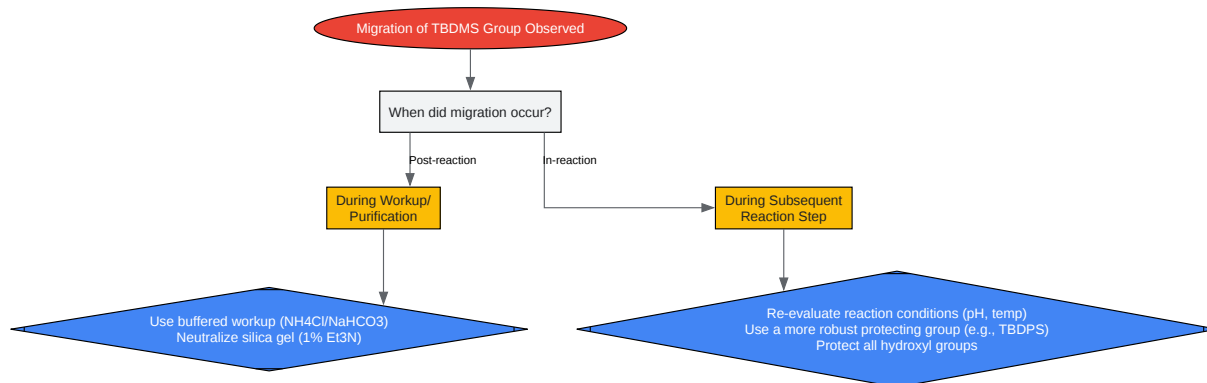 Migration of TBDMS Group Observed
When did migration occur?
Post-reaction
In-reaction
During Workup/
Purification
During Subsequent
Reaction Step
Use buffered workup (NH4Cl/NaHCO3)
Neutralize silica gel (1% Et3N)
Re-evaluate reaction conditions (pH, temp)
Use a more robust protecting group (e.g., TBDPS)
Protect all hydroxyl groups